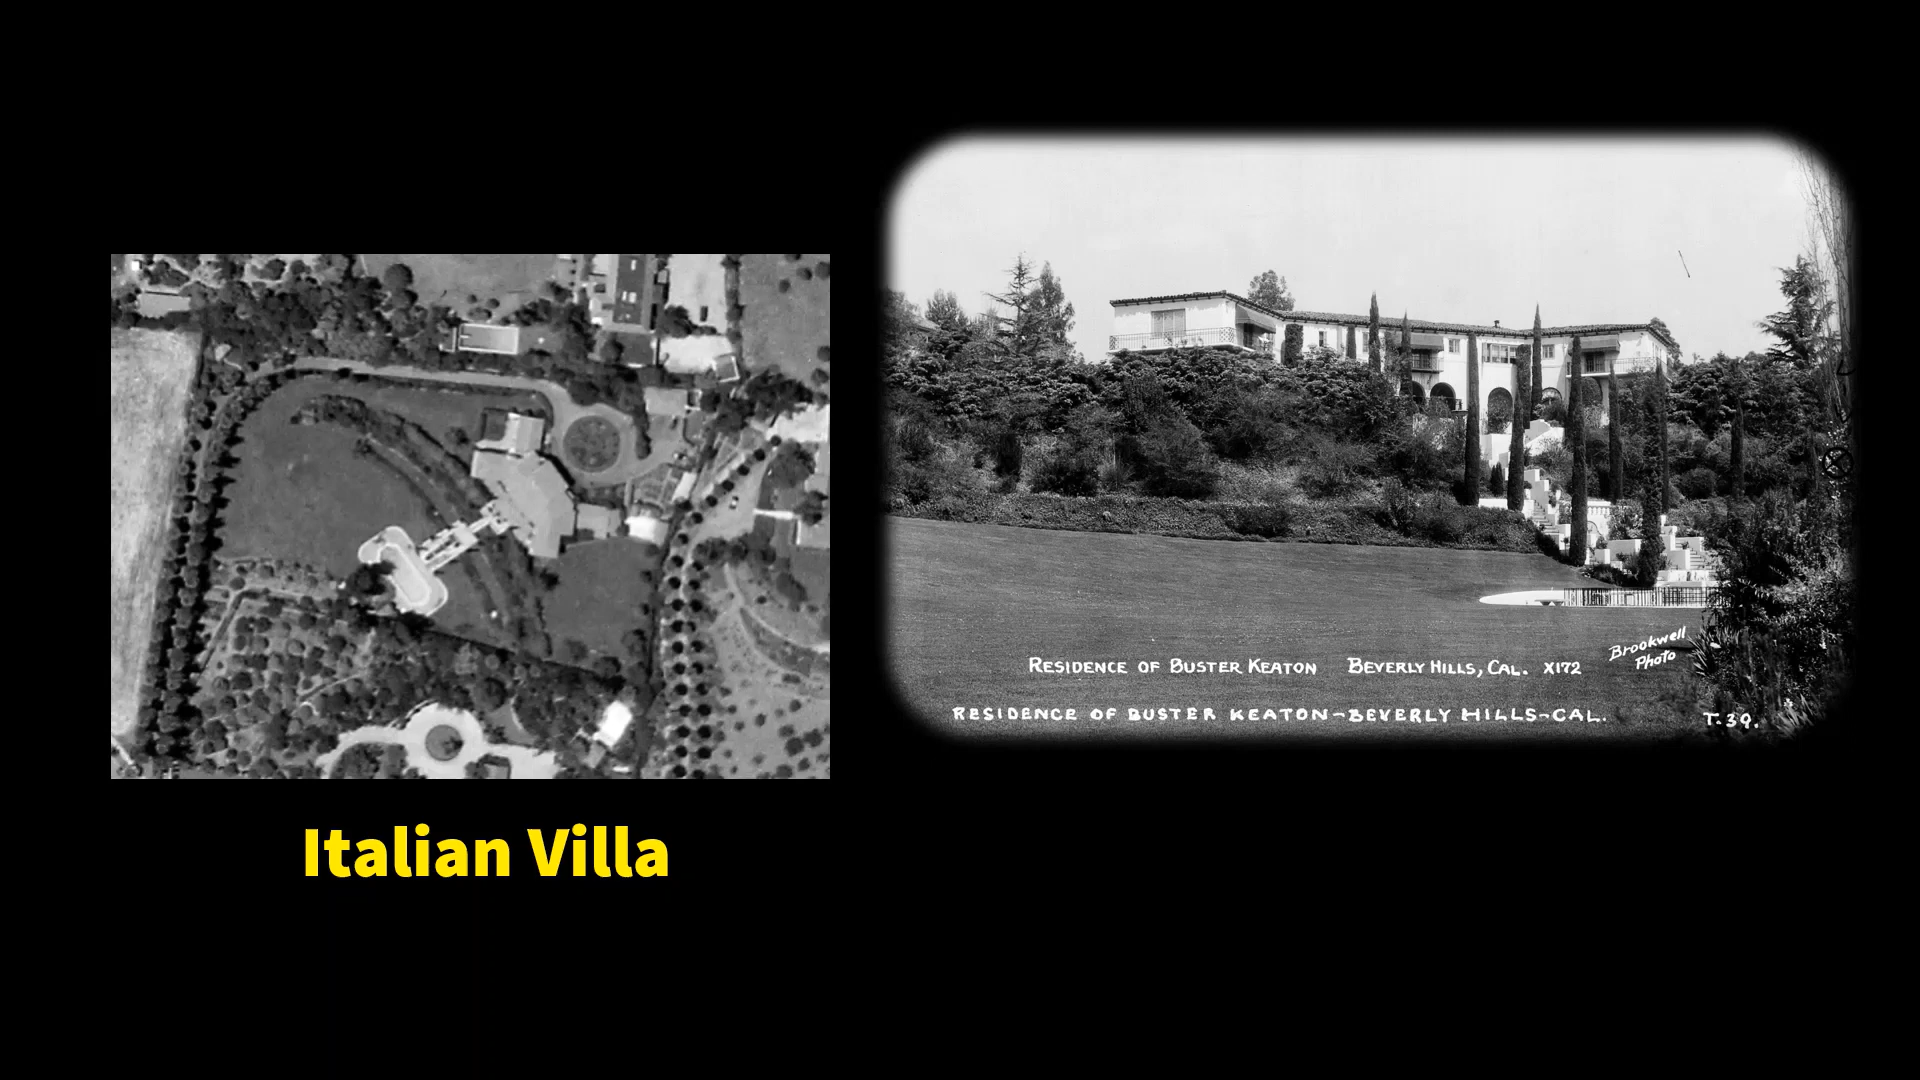 Italian Villa
Brookwell
Photo
RESIDENCE OF BUSTER KEATON BEVERLY HILLS, CAL. X172
RESIDENCE OF BUSTER KEATON-BEVERLY HILLS-CAL.
T-39.